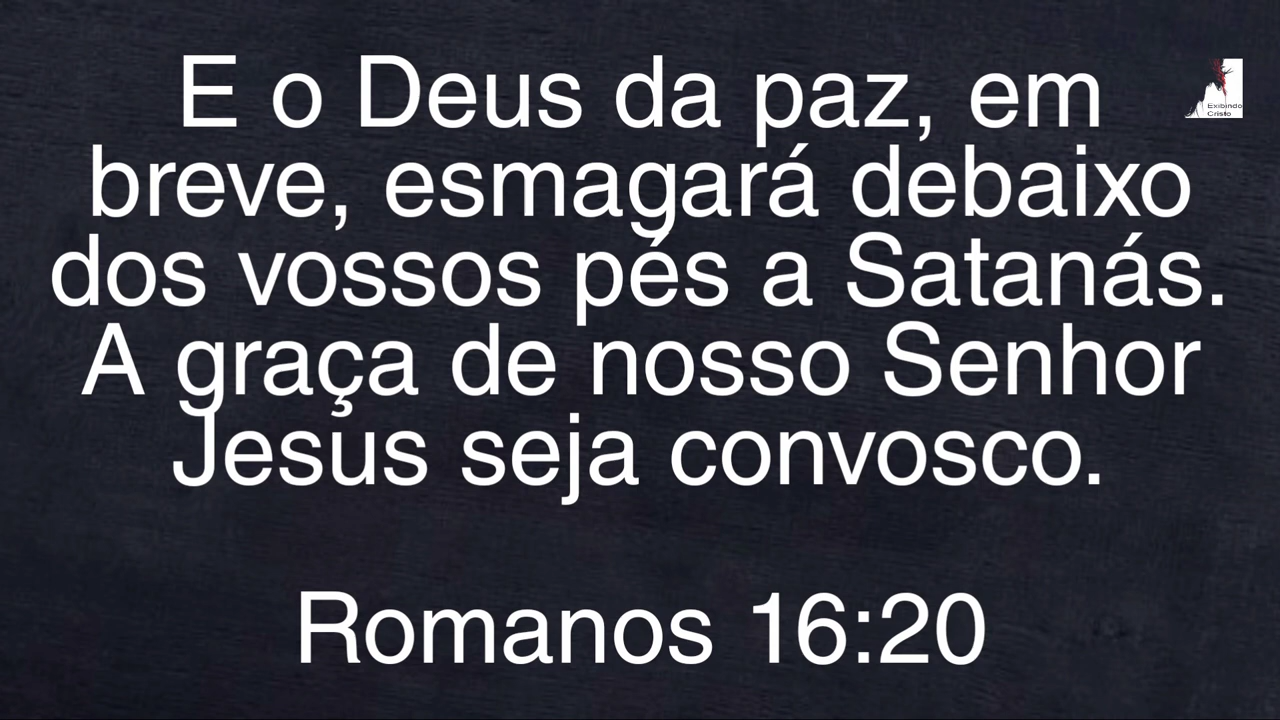 E o Deus da paz, em
breve, esmagará debaixo
dos vossos pés a Satanás.
A graça de nosso Senhor
Jesus seja convosco.
Romanos 16:20
Exibindo
Cristo